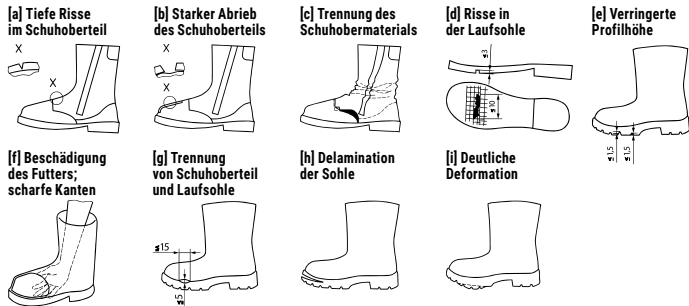 [a] Tiefe Risse
im Schuhoberteil
X
X
[b] Starker Abrieb
des Schuhoberteils
X
X
[c] Trennung des
Schuhobermaterials
[d] Risse in
der Laufsohle
≤3
≤10
[e] Verringerte
Profilhöhe
≤1,5
≤1,5
[f] Beschädigung
des Futters;
scharfe Kanten
[g] Trennung
von Schuhoberteil
und Laufsohle
≤15
≤5
[h] Delamination
der Sohle
[i] Deutliche
Deformation